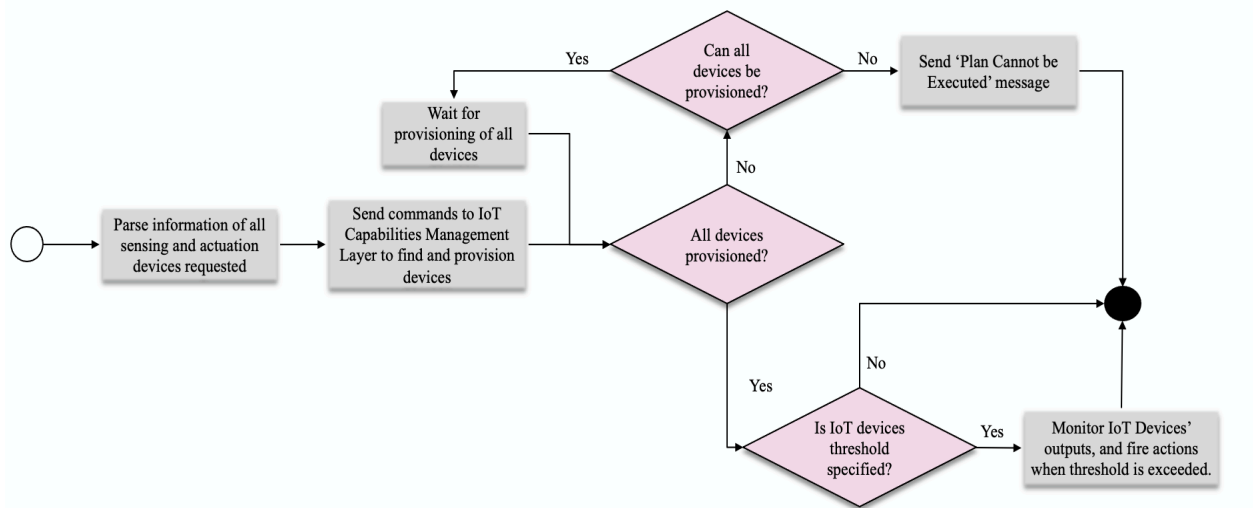 Can all
devices be
provisioned?
Yes
No
Send ‘Plan Cannot be
Executed’ message
Wait for
provisioning of all
devices
No
Parse information of all
sensing and actuation
devices requested
Send commands to IoT
Capabilities Management
Layer to find and provision
devices
All devices
provisioned?
Yes
No
Is IoT devices
threshold
specified?
Yes
Monitor IoT Devices’
outputs, and fire actions
when threshold is exceeded.